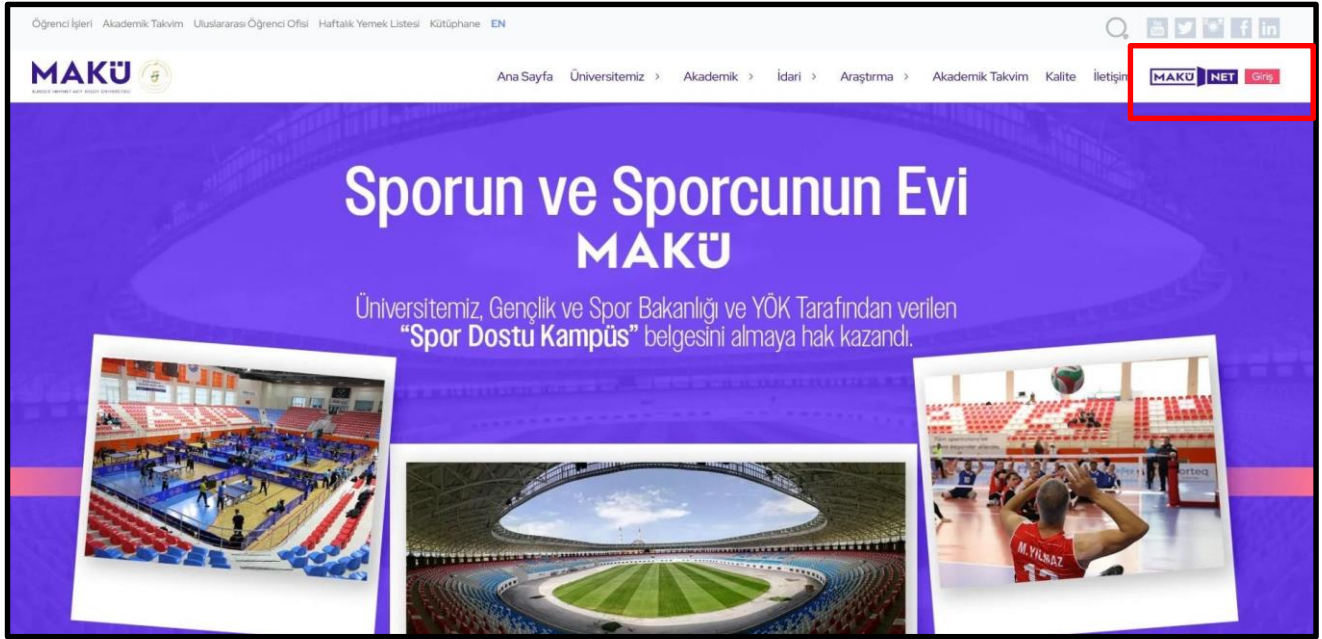 Öğrenci İşleri Akademik Takvim Uluslararası Öğrenci Ofisi Haftalık Yemek Listesi Kütüphane EN
MAKÜ
Ana Sayfa Üniversitemiz > Akademik > İdari > Araştırma > Akademik Takvim Kalite İletişim MAKÜ NET Giriş
Sporun ve Sporcunun Evi
MAKÜ
Üniversitemiz, Gençlik ve Spor Bakanlığı ve YÖK Tarafından verilen
“Spor Dostu Kampüs” belgesini almaya hak kazandı.
M.YILMAZ